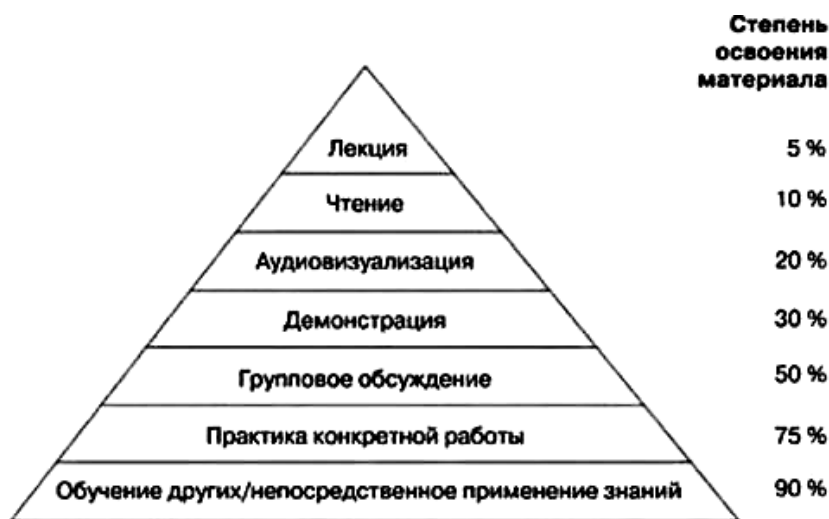 Степень
освоения
материала
Лекция 5 %
Чтение 10 %
Аудиовизуализация 20 %
Демонстрация 30 %
Групповое обсуждение 50 %
Практика конкретной работы 75 %
Обучение других/непосредственное применение знаний 90 %